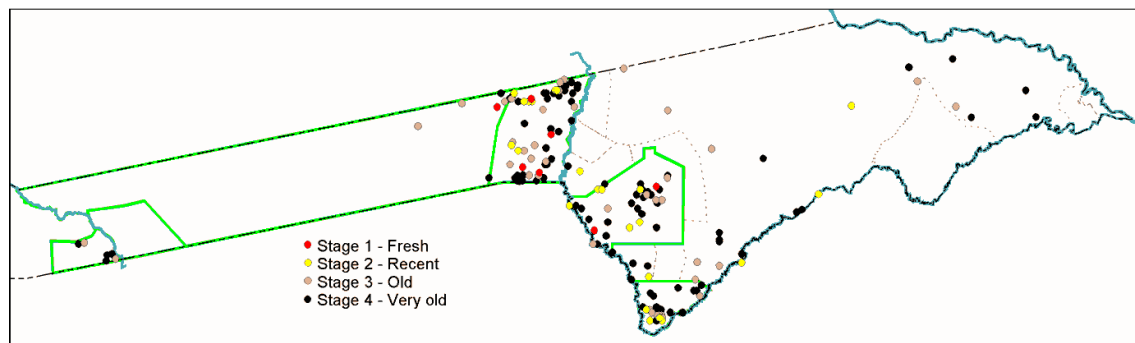 Stage 1 - Fresh
Stage 2 - Recent
Stage 3 - Old
Stage 4 - Very old